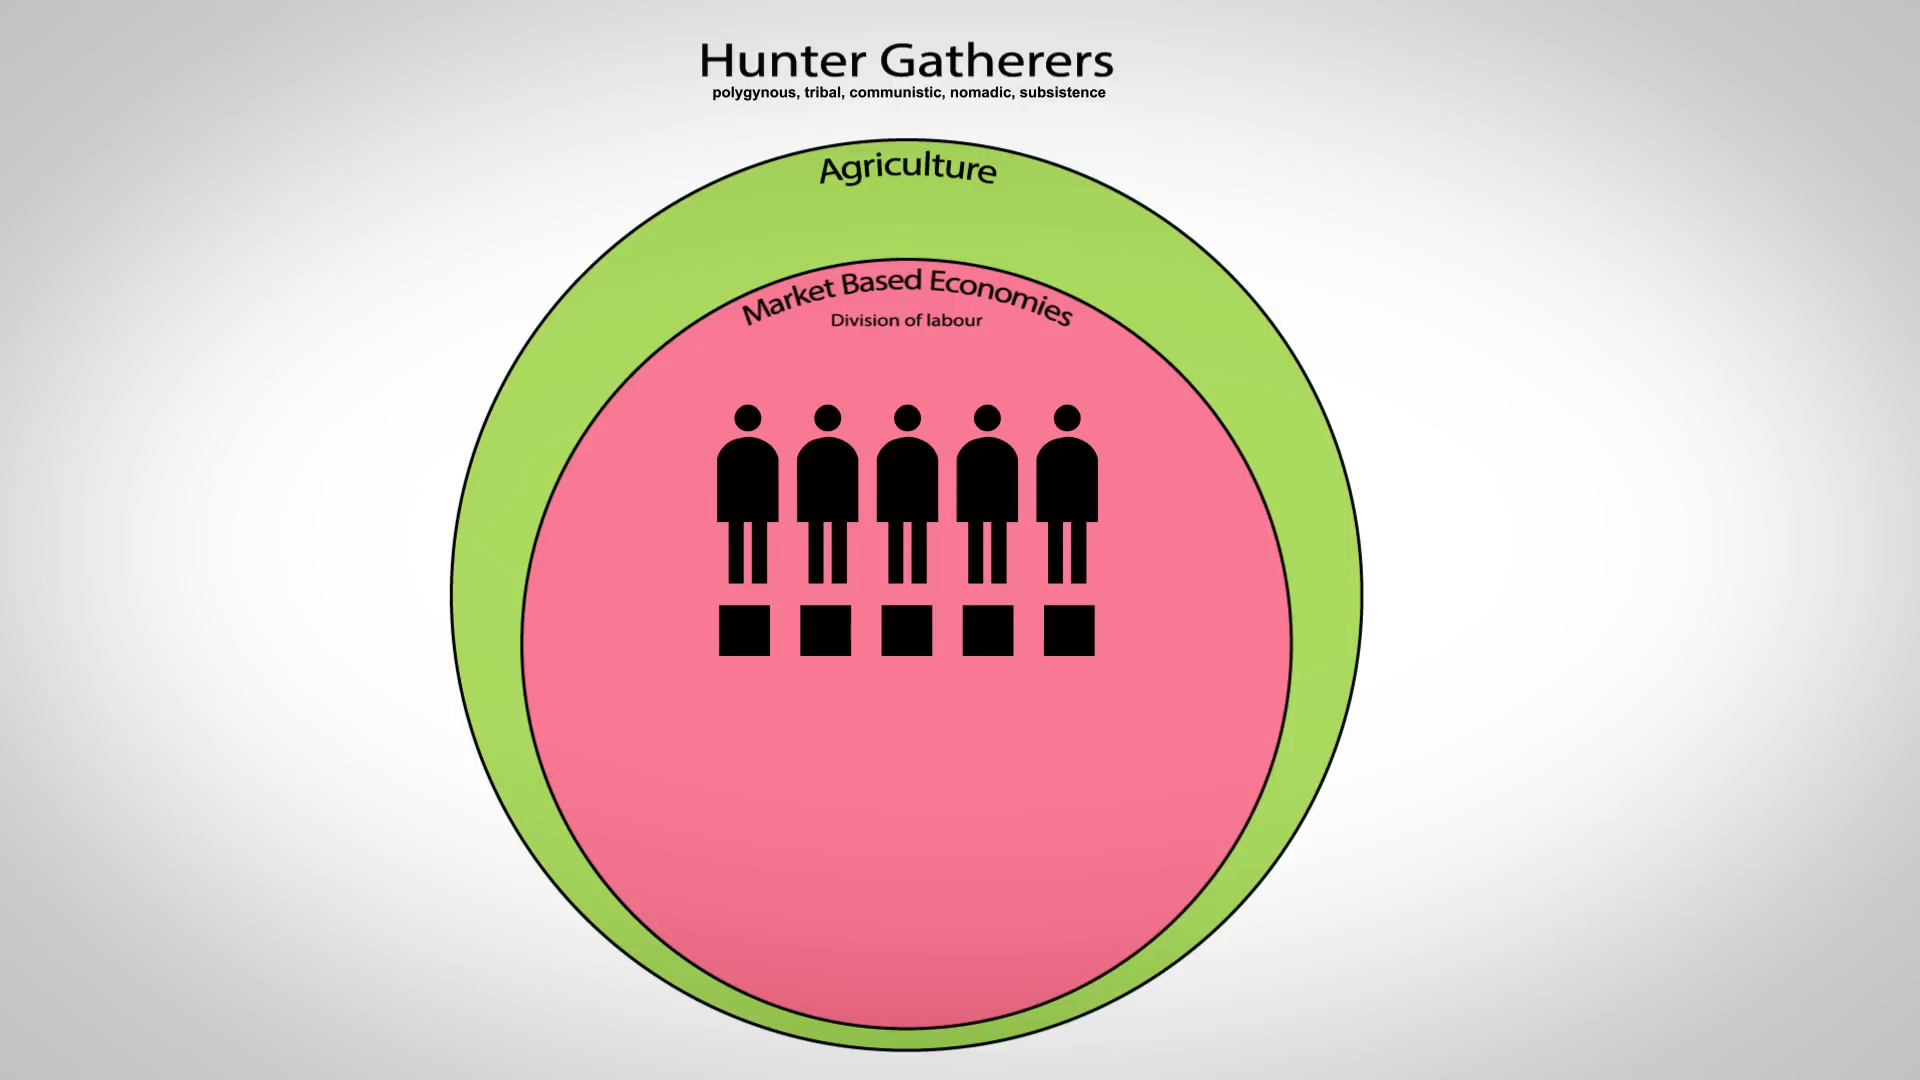 Hunter Gatherers
polygynous, tribal, communistic, nomadic, subsistence
Agriculture
Market Based Economies
Division of labour